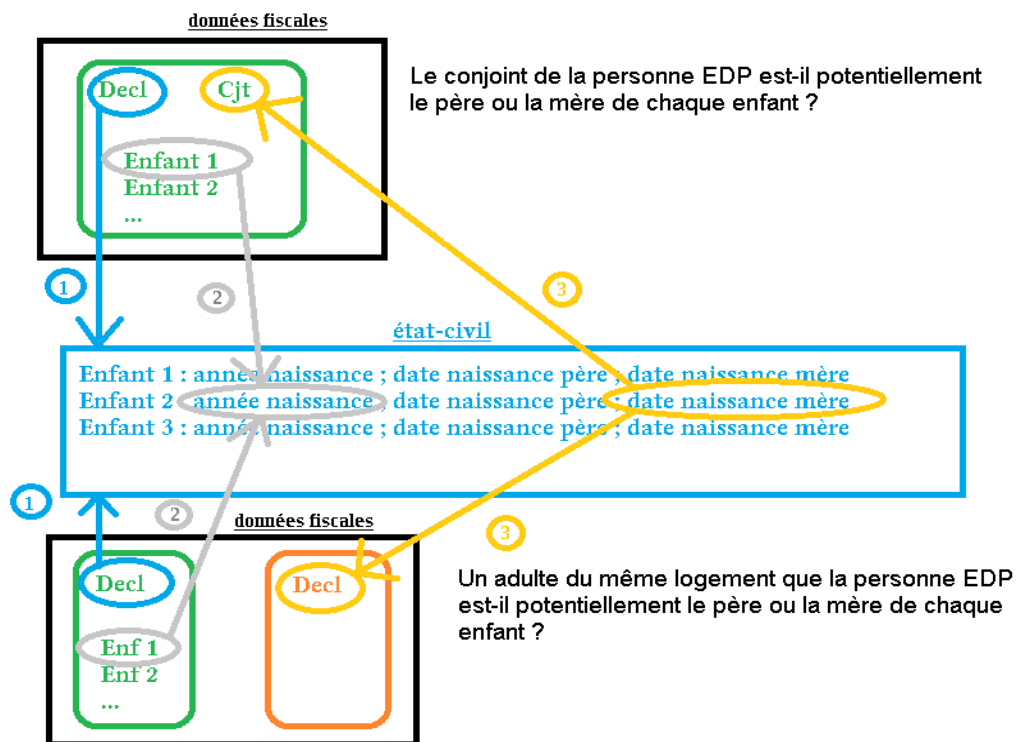 données fiscales
Decl Cjt
Le conjoint de la personne EDP est-il potentiellement
le père ou la mère de chaque enfant ?
Enfant 1
Enfant 2
...
1
2
3
état-civil
Enfant 1 : année naissance ; date naissance père ; date naissance mère
Enfant 2 année naissance ; date naissance père ; date naissance mère
Enfant 3 : année naissance ; date naissance père ; date naissance mère
1
2
données fiscales
3
Decl
Decl
Un adulte du même logement que la personne EDP
est-il potentiellement le père ou la mère de chaque
enfant ?
Enf 1
Enf 2
...